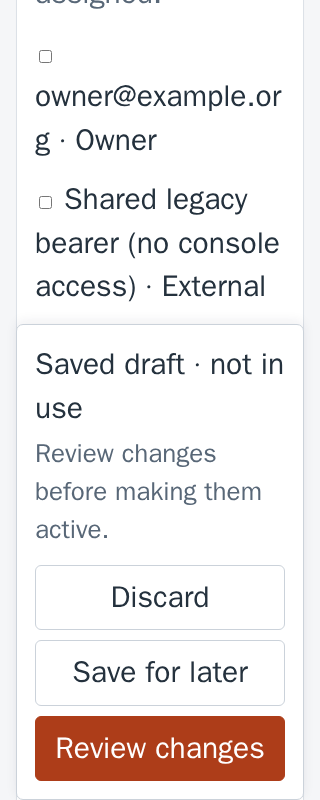 assigned.
owner@example.or
g · Owner
Shared legacy
bearer (no console
access) · External
Saved draft · not in
use
Review changes
before making them
active.
Discard
Save for later
Review changes